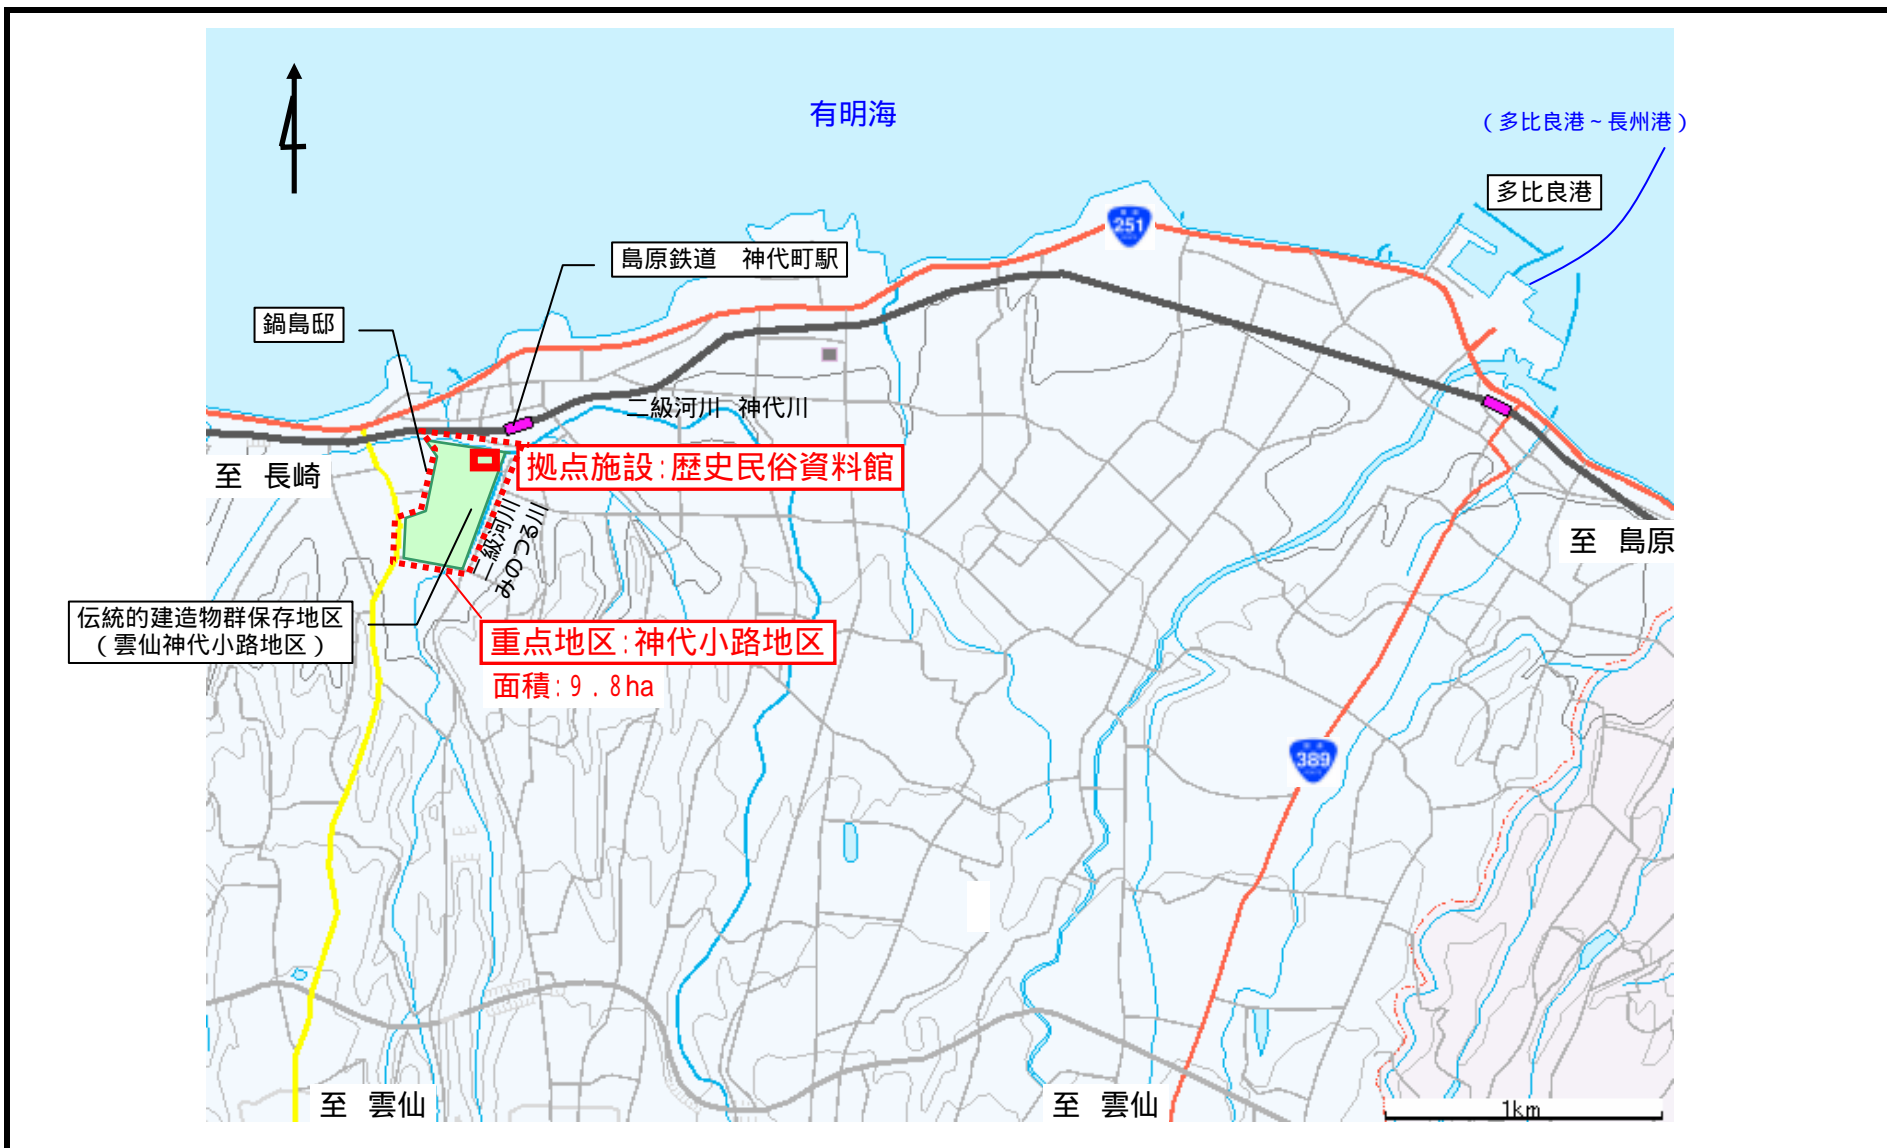 有明海
（多比良港～長州港）
多比良港
251
島原鉄道　神代町駅
鍋島邸
二級河川　神代川
至　長崎
拠点施設:歴史民俗資料館
二級河川
みのつる川
至　島原
伝統的建造物群保存地区
（雲仙神代小路地区）
重点地区:神代小路地区
面積:9．8ha
389
至　雲仙
至　雲仙
1km